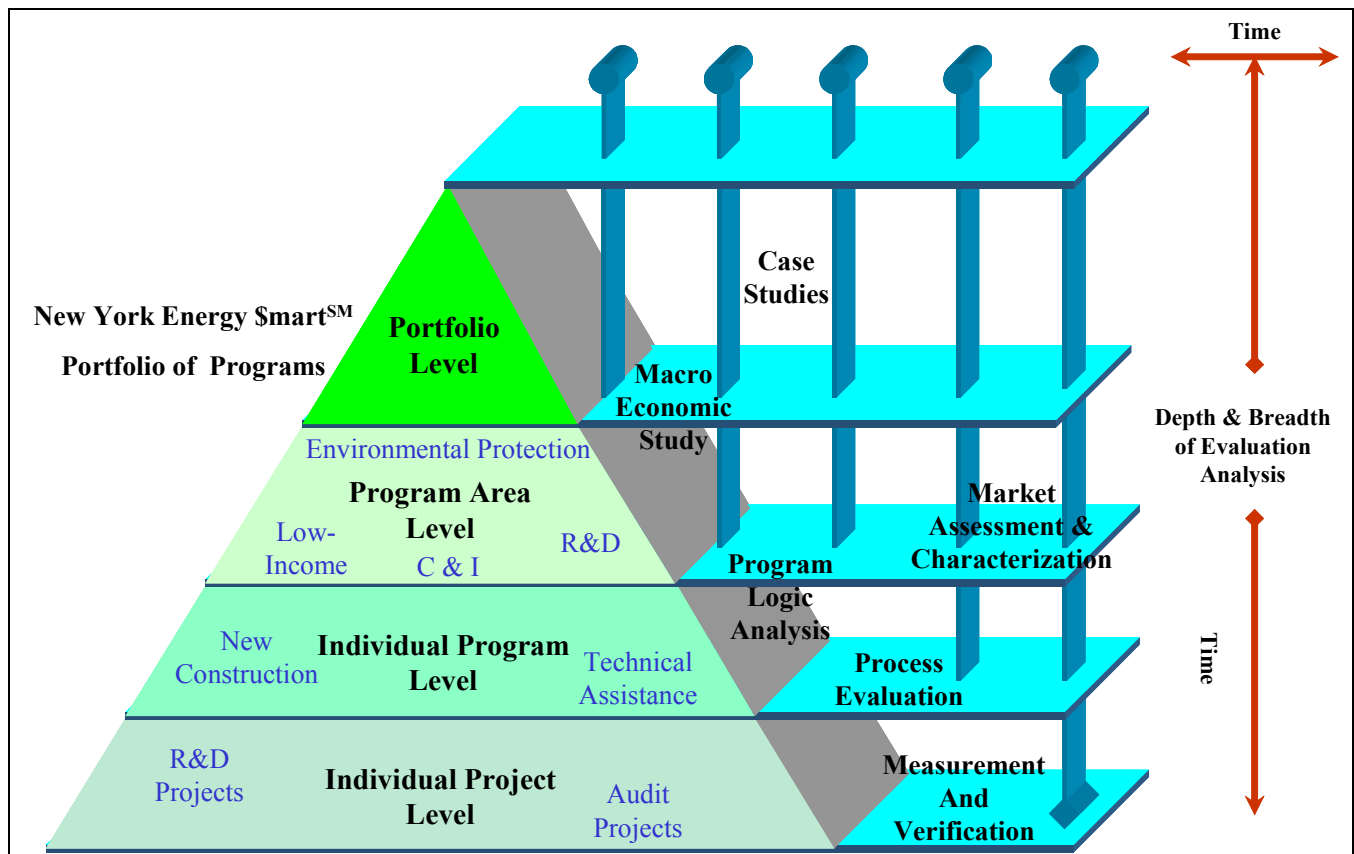 Time
Case
Studies
New York Energy $martSM
Portfolio of Programs
Portfolio
Level
Macro
Economic
Study
Depth & Breadth
of Evaluation
Analysis
Environmental Protection
Program Area
Level
Low-
Income
C & I
R&D
Market
Assessment &
Characterization
Program
Logic
Analysis
Time
New
Construction
Individual Program
Level
Technical
Assistance
Process
Evaluation
R&D
Projects
Individual Project
Level
Audit
Projects
Measurement
And
Verification